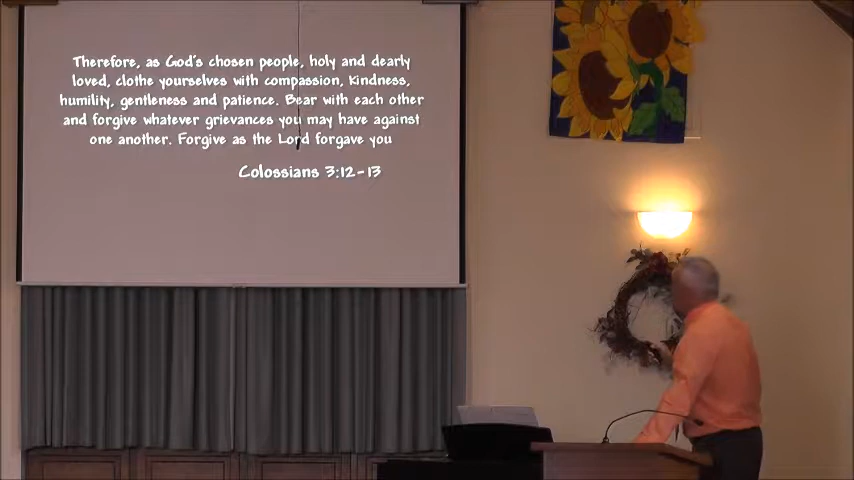 Therefore, as God's chosen people, holy and dearly
loved, clothe yourselves with compassion, kindness,
humility, gentleness and patience. Bear with each other
and forgive whatever grievances you may have against
one another. Forgive as the Lord forgave you
Colossians 3:12-13